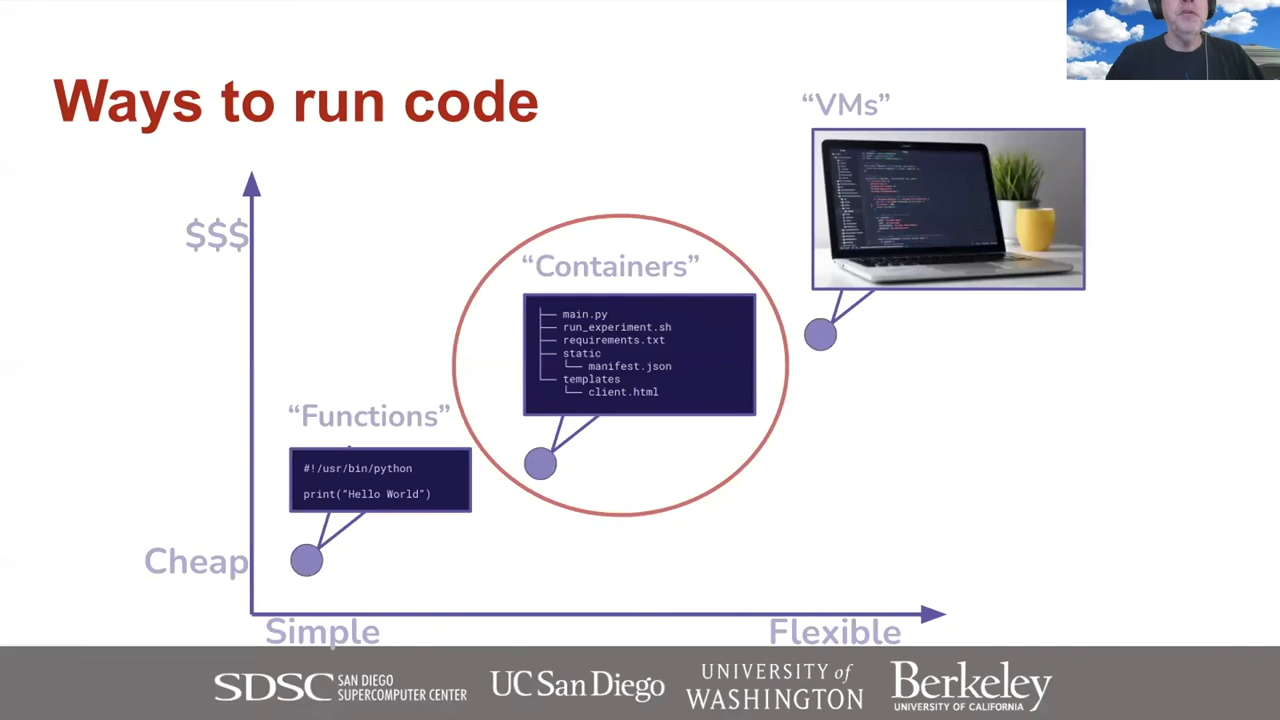 Ways to run code
“VMs”
$$$
“Containers”
main.py
run_experiment.sh
requirements.txt
static
manifest.json
templates
client.html
“Functions”
#!/usr/bin/python
print(“Hello World”)
Cheap
Simple
Flexible
SDSC SAN DIEGO SUPERCOMPUTER CENTER
UC San Diego
UNIVERSITY of WASHINGTON
Berkeley
UNIVERSITY OF CALIFORNIA